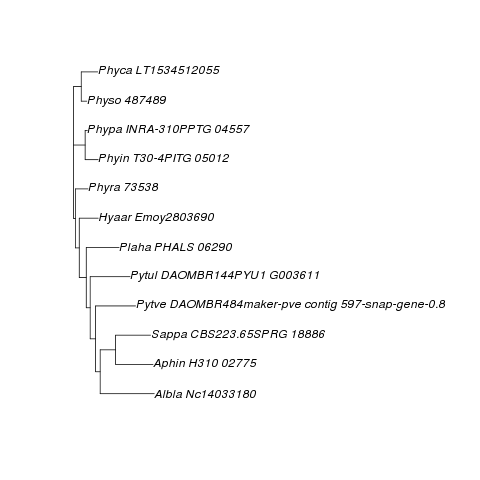 Phyca LT1534512055
Physo 487489
Phypa INRA-310PPTG 04557
Phyin T30-4PITG 05012
Phyra 73538
Hyaar Emoy2803690
Plaha PHALS 06290
Pytul DAOMBR144PYU1 G003611
Pytve DAOMBR484maker-pve contig 597-snap-gene-0.8
Sappa CBS223.65SPRG 18886
Aphin H310 02775
Albla Nc14033180